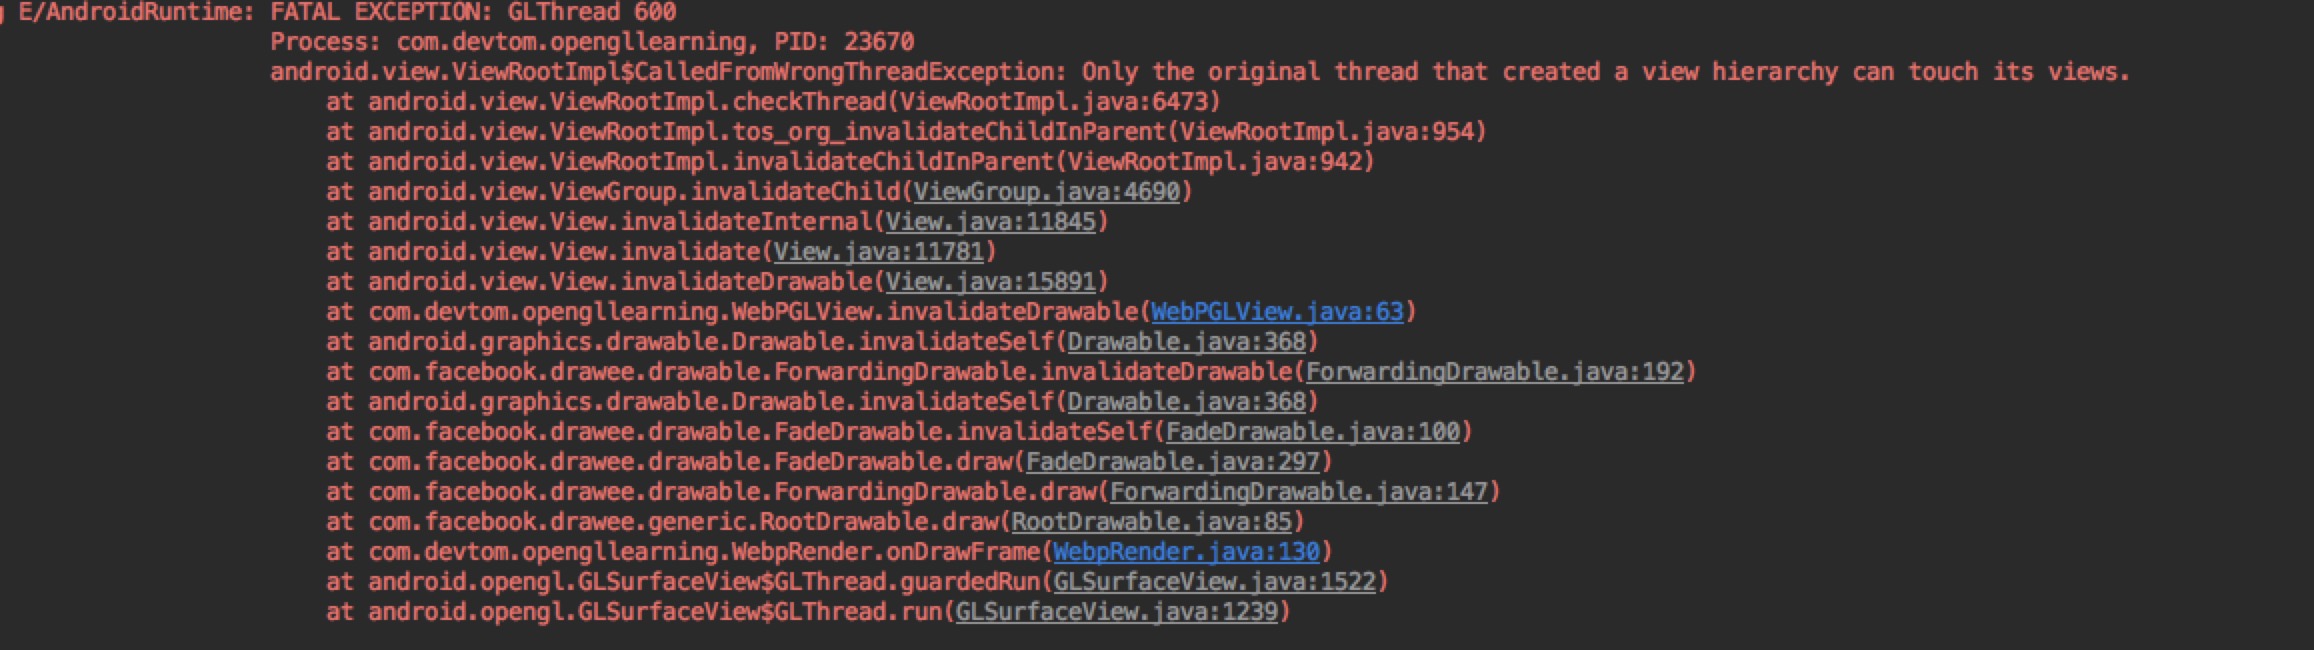 E/AndroidRuntime: FATAL EXCEPTION: GLThread 600
Process: com.devtom.opengllearning, PID: 23670
android.view.ViewRootImpl$CalledFromWrongThreadException: Only the original thread that created a view hierarchy can touch its views.
at android.view.ViewRootImpl.checkThread(ViewRootImpl.java:6473)
at android.view.ViewRootImpl.tos_org_invalidateChildInParent(ViewRootImpl.java:954)
at android.view.ViewRootImpl.invalidateChildInParent(ViewRootImpl.java:942)
at android.view.ViewGroup.invalidateChild(ViewGroup.java:4690)
at android.view.View.invalidateInternal(View.java:11845)
at android.view.View.invalidate(View.java:11781)
at android.view.View.invalidateDrawable(View.java:15891)
at com.devtom.opengllearning.WebPGLView.invalidateDrawable(WebPGLView.java:63)
at android.graphics.drawable.Drawable.invalidateSelf(Drawable.java:368)
at com.facebook.drawee.drawable.ForwardingDrawable.invalidateDrawable(ForwardingDrawable.java:192)
at android.graphics.drawable.Drawable.invalidateSelf(Drawable.java:368)
at com.facebook.drawee.drawable.FadeDrawable.invalidateSelf(FadeDrawable.java:100)
at com.facebook.drawee.drawable.FadeDrawable.draw(FadeDrawable.java:297)
at com.facebook.drawee.drawable.ForwardingDrawable.draw(ForwardingDrawable.java:147)
at com.facebook.drawee.generic.RootDrawable.draw(RootDrawable.java:85)
at com.devtom.opengllearning.WebpRender.onDrawFrame(WebpRender.java:130)
at android.opengl.GLSurfaceView$GLThread.guardedRun(GLSurfaceView.java:1522)
at android.opengl.GLSurfaceView$GLThread.run(GLSurfaceView.java:1239)